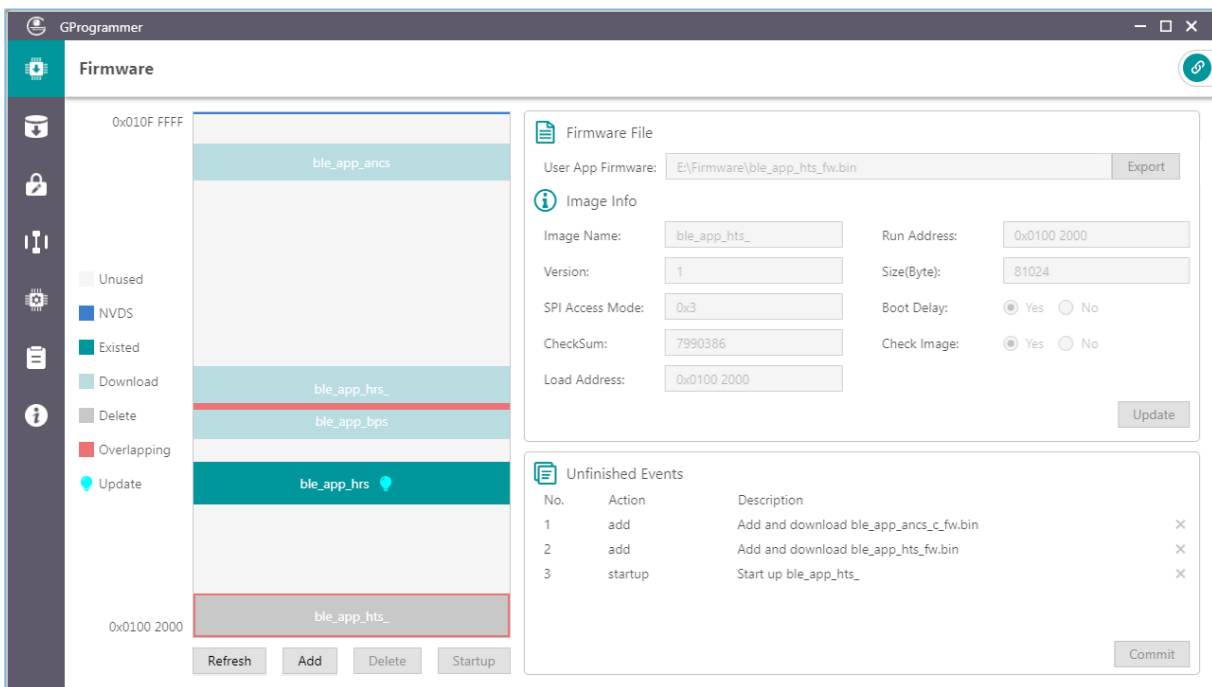 GProgrammer
Firmware
0x010F FFFF
ble_app_ancs
ble_app_hrs_
ble_app_bps
ble_app_hrs
ble_app_hts_
0x0100 2000
Unused
NVDS
Existed
Download
Delete
Overlapping
Update
Refresh Add Delete Startup
Firmware File
User App Firmware: E:\Firmware\ble_app_hts_fw.bin Export
Image Info
Image Name: ble_app_hts_ Run Address: 0x0100 2000
Version: 1 Size(Byte): 81024
SPI Access Mode: 0x3 Boot Delay: Yes No
CheckSum: 7990386 Check Image: Yes No
Load Address: 0x0100 2000
Update
Unfinished Events
No. Action Description
1 add Add and download ble_app_ancs_c_fw.bin
2 add Add and download ble_app_hts_fw.bin
3 startup Start up ble_app_hts_
Commit